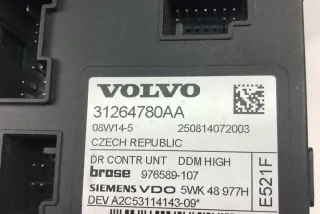 VOLVO
31264780AA
08W14-5 250814072003
CZECH REPUBLIC
DR CONTR UNT DDM HIGH
brose 976589-107
SIEMENS VDO 5WK 48 977H
DEV A2C53114143-09*
E521F